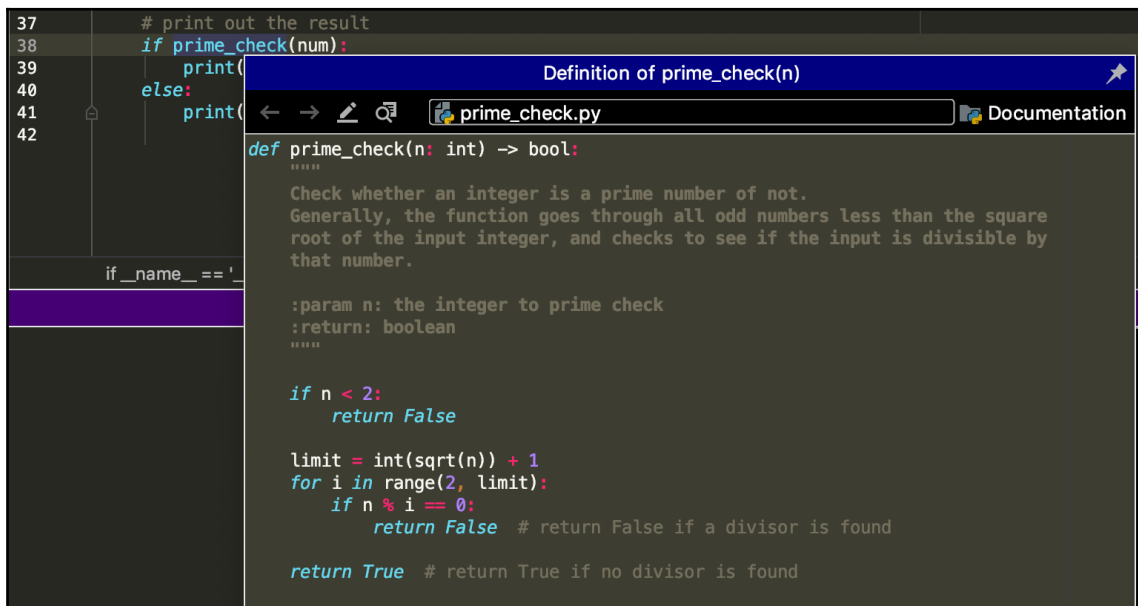 37 # print out the result
38 if prime_check(num):
39 print(
40 else:
41 print(
42
if __name__ == '_
Definition of prime_check(n)
prime_check.py Documentation
def prime_check(n: int) -> bool:
"""
Check whether an integer is a prime number of not.
Generally, the function goes through all odd numbers less than the square
root of the input integer, and checks to see if the input is divisible by
that number.
:param n: the integer to prime check
:return: boolean
"""
if n < 2:
return False
limit = int(sqrt(n)) + 1
for i in range(2, limit):
if n % i == 0:
return False # return False if a divisor is found
return True # return True if no divisor is found